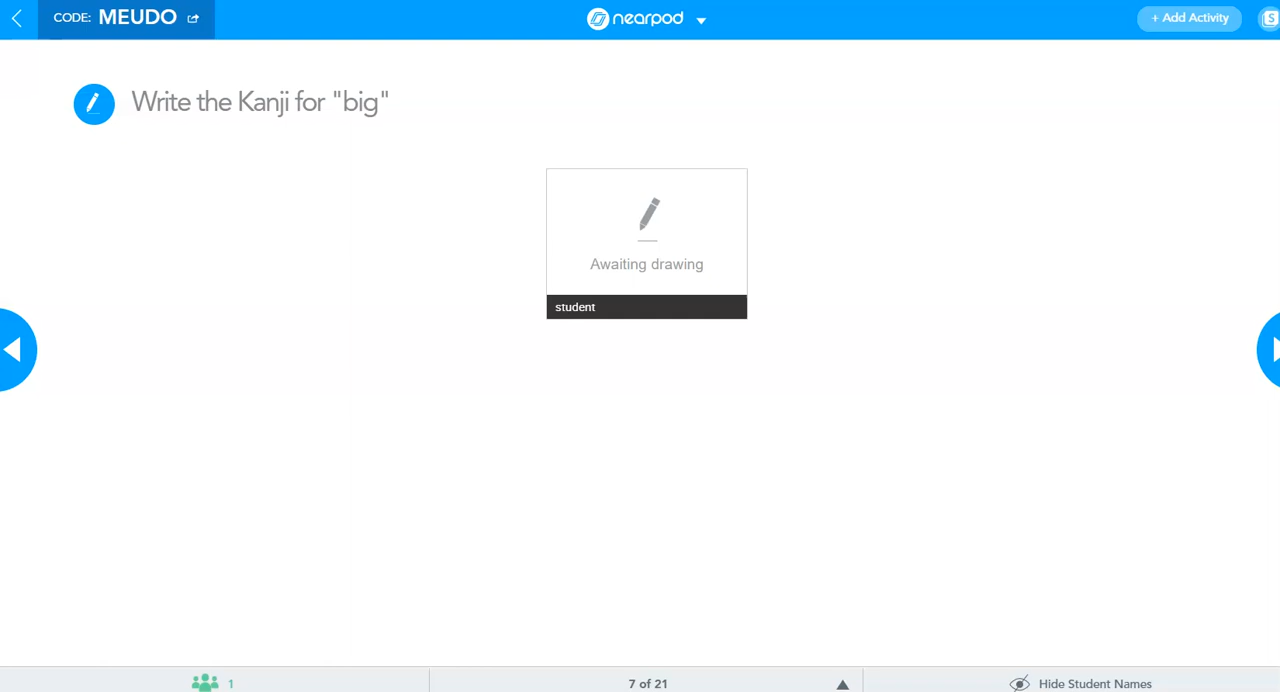 CODE: MEUDO
nearpod
+ Add Activity
S
Write the Kanji for "big"
Awaiting drawing
student
1
7 of 21
Hide Student Names